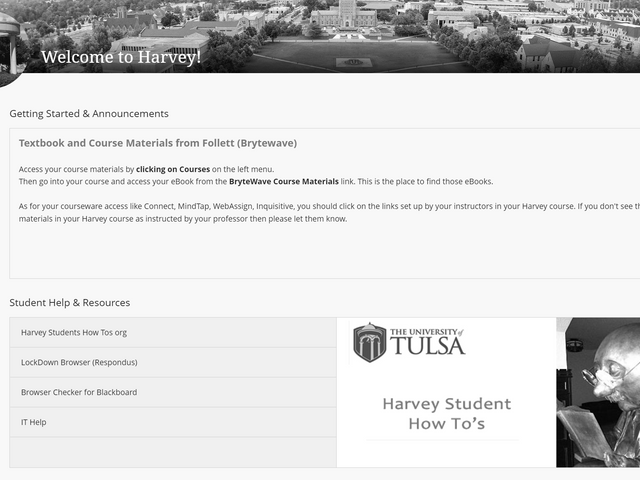 Welcome to Harvey!
Getting Started & Announcements
Textbook and Course Materials from Follett (Brytewave)
Access your course materials by clicking on Courses on the left menu.
Then go into your course and access your eBook from the BryteWave Course Materials link. This is the place to find those eBooks.
As for your courseware access like Connect, MindTap, WebAssign, Inquisitive, you should click on the links set up by your instructors in your Harvey course. If you don't see
materials in your Harvey course as instructed by your professor then please let them know.
Student Help & Resources
Harvey Students How Tos org
LockDown Browser (Respondus)
Browser Checker for Blackboard
IT Help
THE UNIVERSITY of
TULSA
Harvey Student
How To's